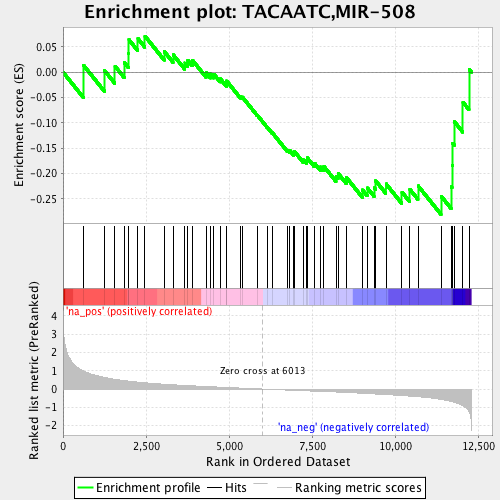 Enrichment plot: TACAATC,MIR-508
Enrichment score (ES)
0.05
0.00
-0.05
-0.10
-0.15
-0.20
-0.25
'na_pos' (positively correlated)
Ranked list metric (PreRanked)
4
3
2
1
0
-1
-2
Zero cross at 6013
'na_neg' (negatively correlated)
0
2,500
5,000
7,500
10,000
12,500
Rank in Ordered Dataset
Enrichment profile
Hits
Ranking metric scores